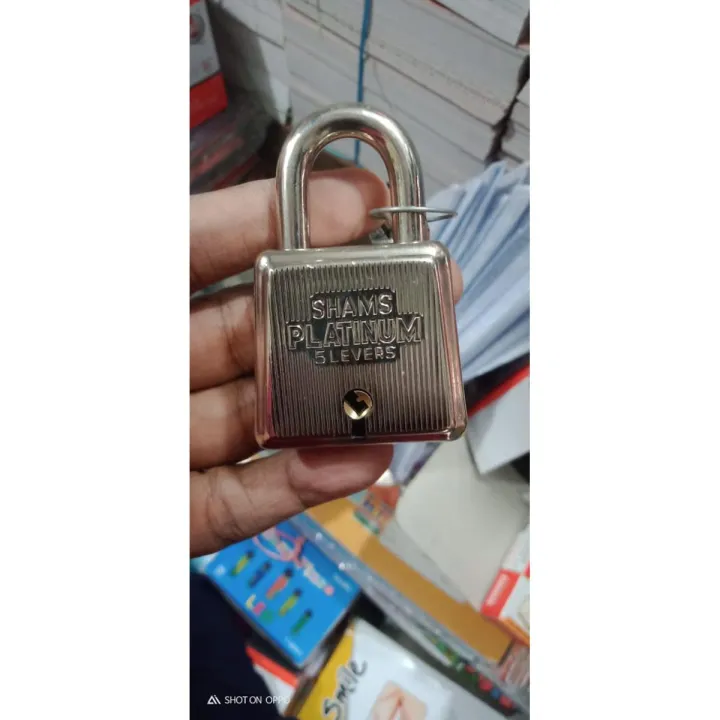 SHAMS
PLATINUM
5 LEVERS
Smile
SHOT ON OPPO